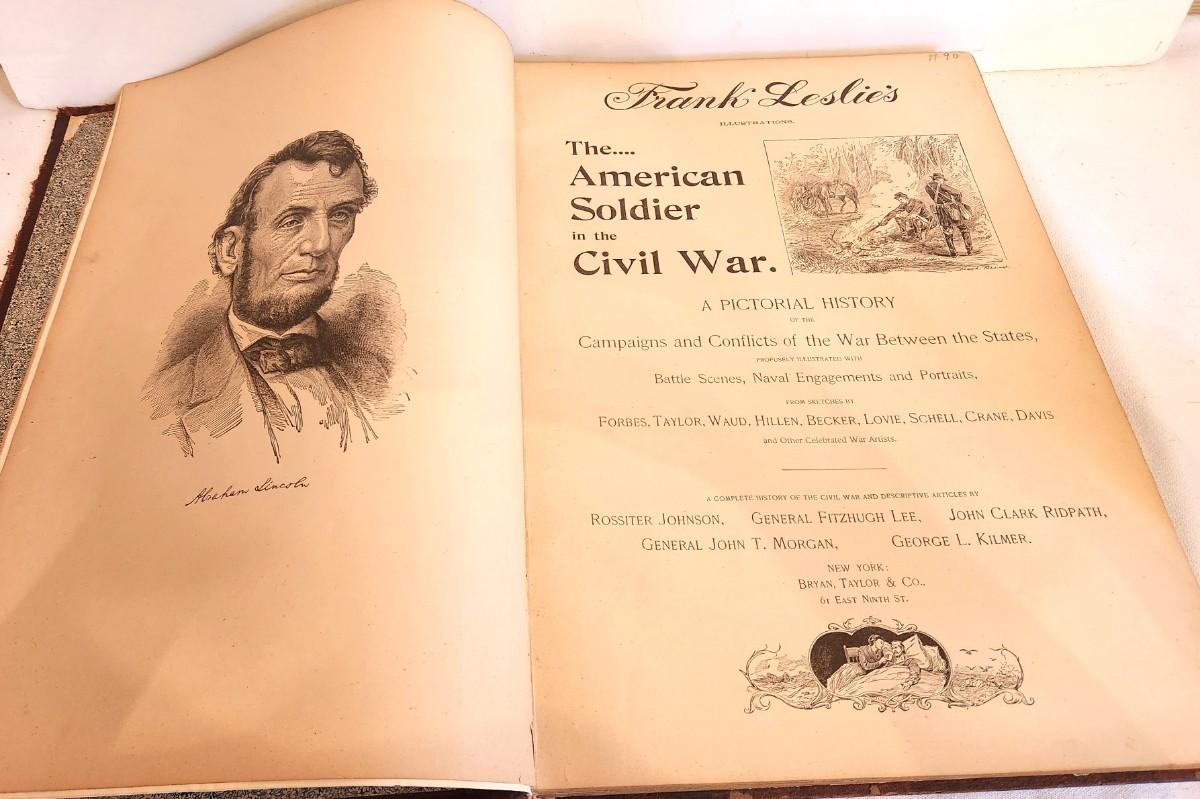 Abraham Lincoln
# 90
Frank Leslie's
ILLUSTRATIONS.
The....
American
Soldier
in the
Civil War.
A PICTORIAL HISTORY
OF THE
Campaigns and Conflicts of the War Between the States,
PROFUSELY ILLUSTRATED WITH
Battle Scenes, Naval Engagements and Portraits,
FROM SKETCHES BY
FORBES, TAYLOR, WAUD, HILLEN, BECKER, LOVIE, SCHELL, CRANE, DAVIS
and Other Celebrated War Artists.
A COMPLETE HISTORY OF THE CIVIL WAR AND DESCRIPTIVE ARTICLES BY
ROSSITER JOHNSON, GENERAL FITZHUGH LEE, JOHN CLARK RIDPATH,
GENERAL JOHN T. MORGAN, GEORGE L. KILMER.
NEW YORK:
BRYAN, TAYLOR & CO.,
61 EAST NINTH ST.